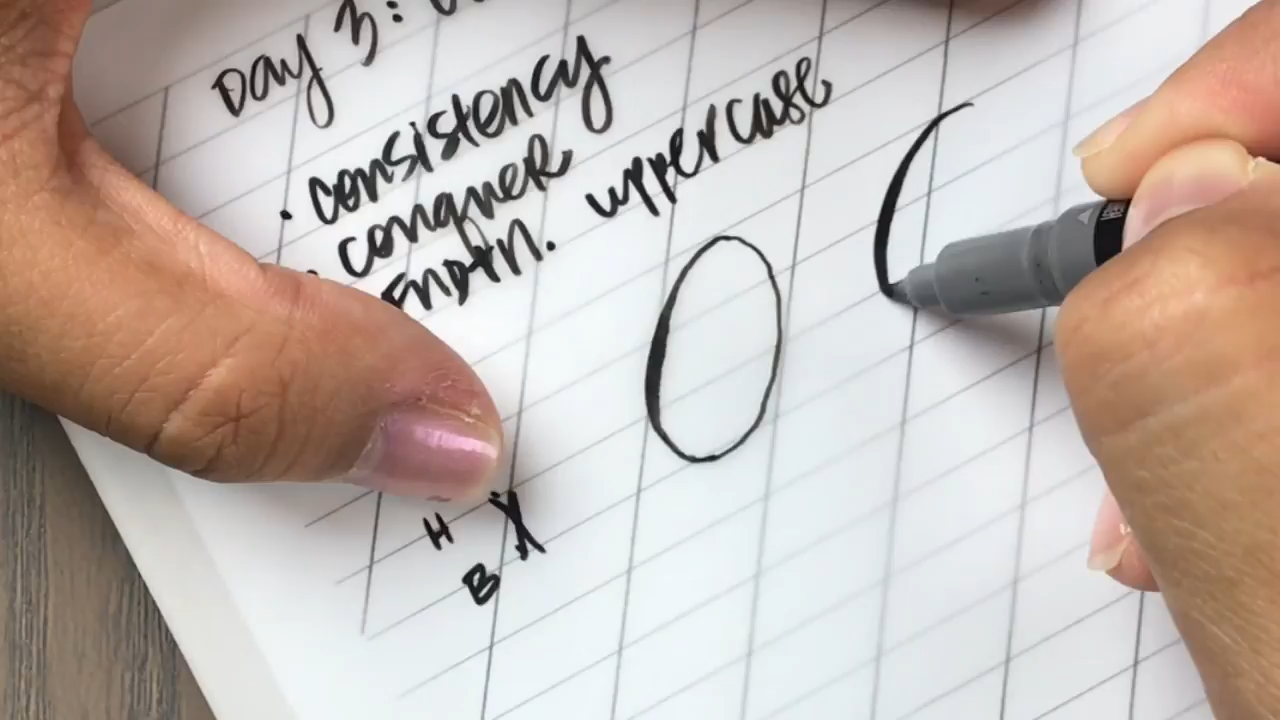 Day 3:
• consistency
• conquer uppercase
fndtn.
O
X
H
B